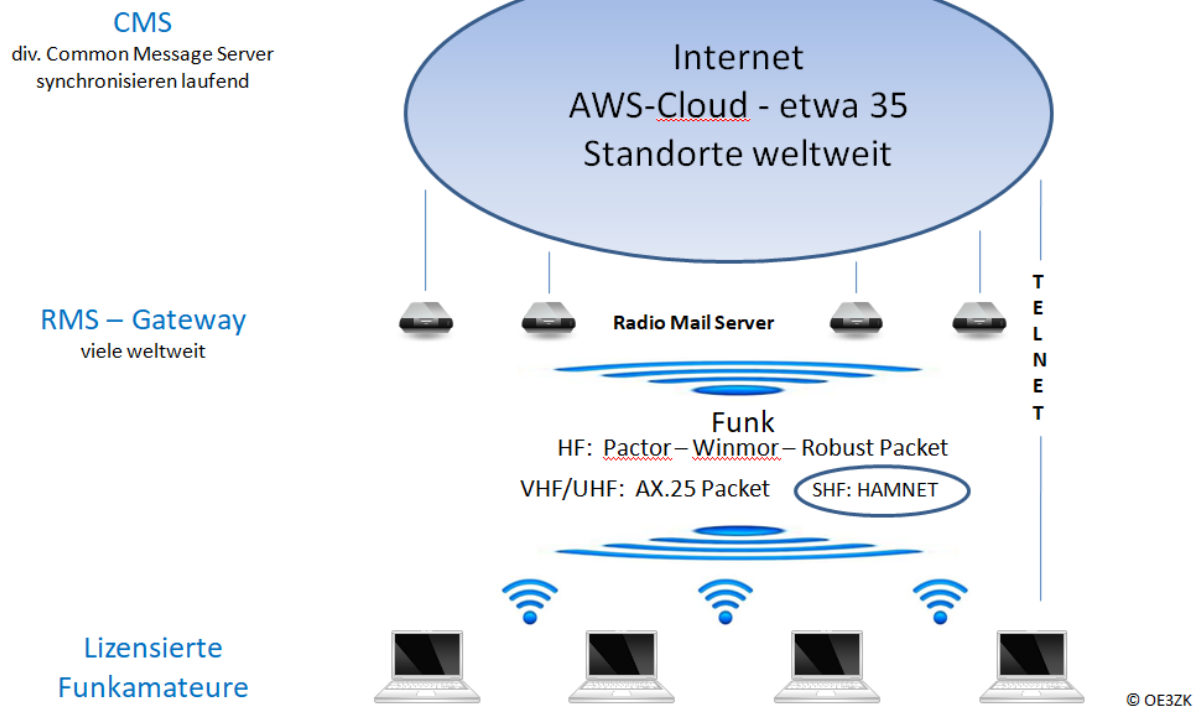 CMS
div. Common Message Server
synchronisieren laufend
Internet
AWS-Cloud - etwa 35
Standorte weltweit
RMS – Gateway
viele weltweit
Radio Mail Server
TELNET
Funk
HF: Pactor – Winmor – Robust Packet
VHF/UHF: AX.25 Packet
SHF: HAMNET
Lizensierte
Funkamateure
© OE3ZK